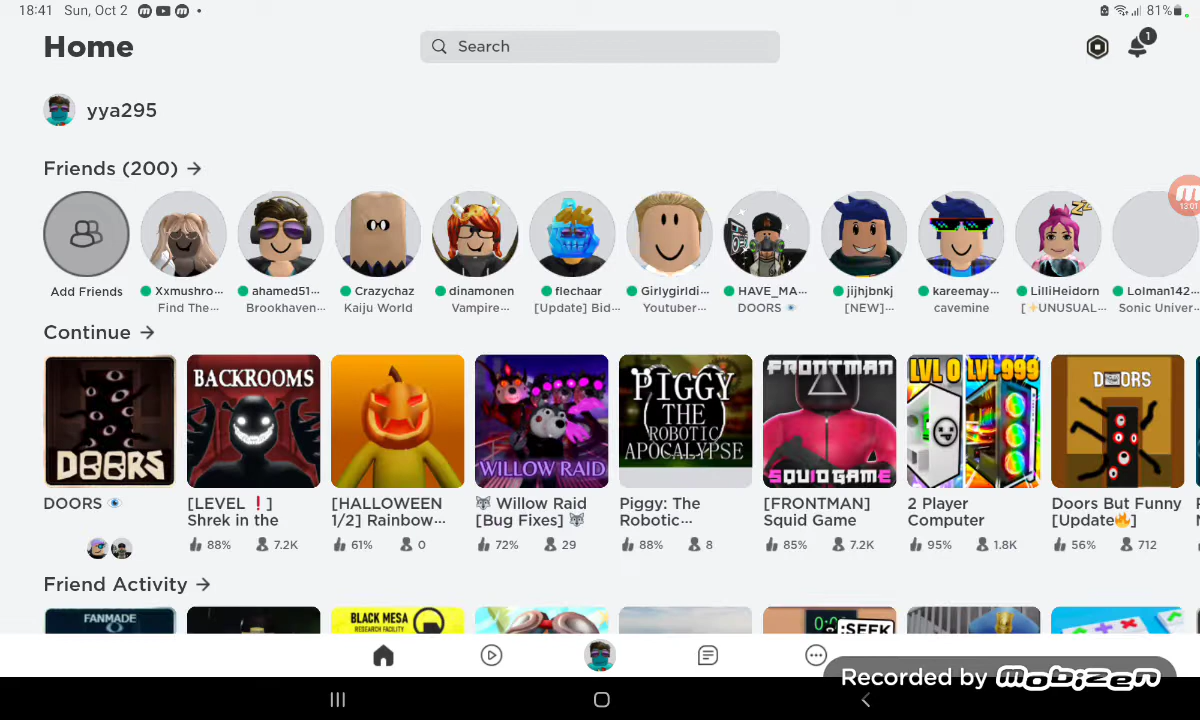 18:41 Sun, Oct 2
81%
Home
Search
1
yya295
Friends (200) →
13:01
Add Friends
Xxmushro...
Find The...
ahamed51...
Brookhaven...
Crazychaz
Kaiju World
dinamonen
Vampire...
flechaar
[Update] Bid...
Girlygirldi...
Youtuber...
HAVE_MA...
DOORS 👁
jijhjbnkj
[NEW]...
kareemay...
cavemine
LilliHeidorn
[✨UNUSUAL...
Lolman142...
Sonic Univer...
Continue →
DOORS
BACKROOMS
WILLOW RAID
PIGGY
THE
ROBOTIC
APOCALYPSE
FRONTMAN
SQUID GAME
LVL 0 LVL 999
DOORS
DOORS 👁
[LEVEL ❗]
Shrek in the
88% 7.2K
[HALLOWEEN
1/2] Rainbow...
61% 0
🐺 Willow Raid
[Bug Fixes] 🐺
72% 29
Piggy: The
Robotic...
88% 8
[FRONTMAN]
Squid Game
85% 7.2K
2 Player
Computer
95% 1.8K
Doors But Funny
[Update🔥]
56% 712
Friend Activity →
FANMADE
BLACK MESA
RESEARCH FACILITY
:SEEK
Recorded by mobizen